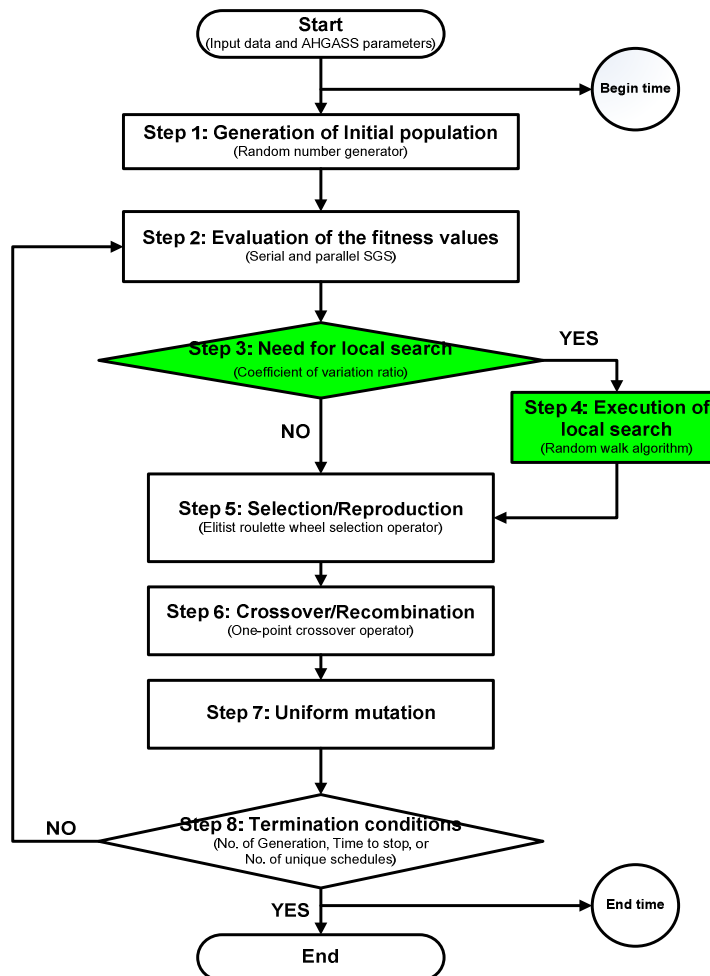 Start
(Input data and AHGASS parameters)
Begin time
Step 1: Generation of Initial population
(Random number generator)
Step 2: Evaluation of the fitness values
(Serial and parallel SGS)
Step 3: Need for local search
(Coefficient of variation ratio)
YES
NO
Step 4: Execution of
local search
(Random walk algorithm)
Step 5: Selection/Reproduction
(Elitist roulette wheel selection operator)
Step 6: Crossover/Recombination
(One-point crossover operator)
Step 7: Uniform mutation
Step 8: Termination conditions
(No. of Generation, Time to stop, or
No. of unique schedules)
NO
YES
End time
End